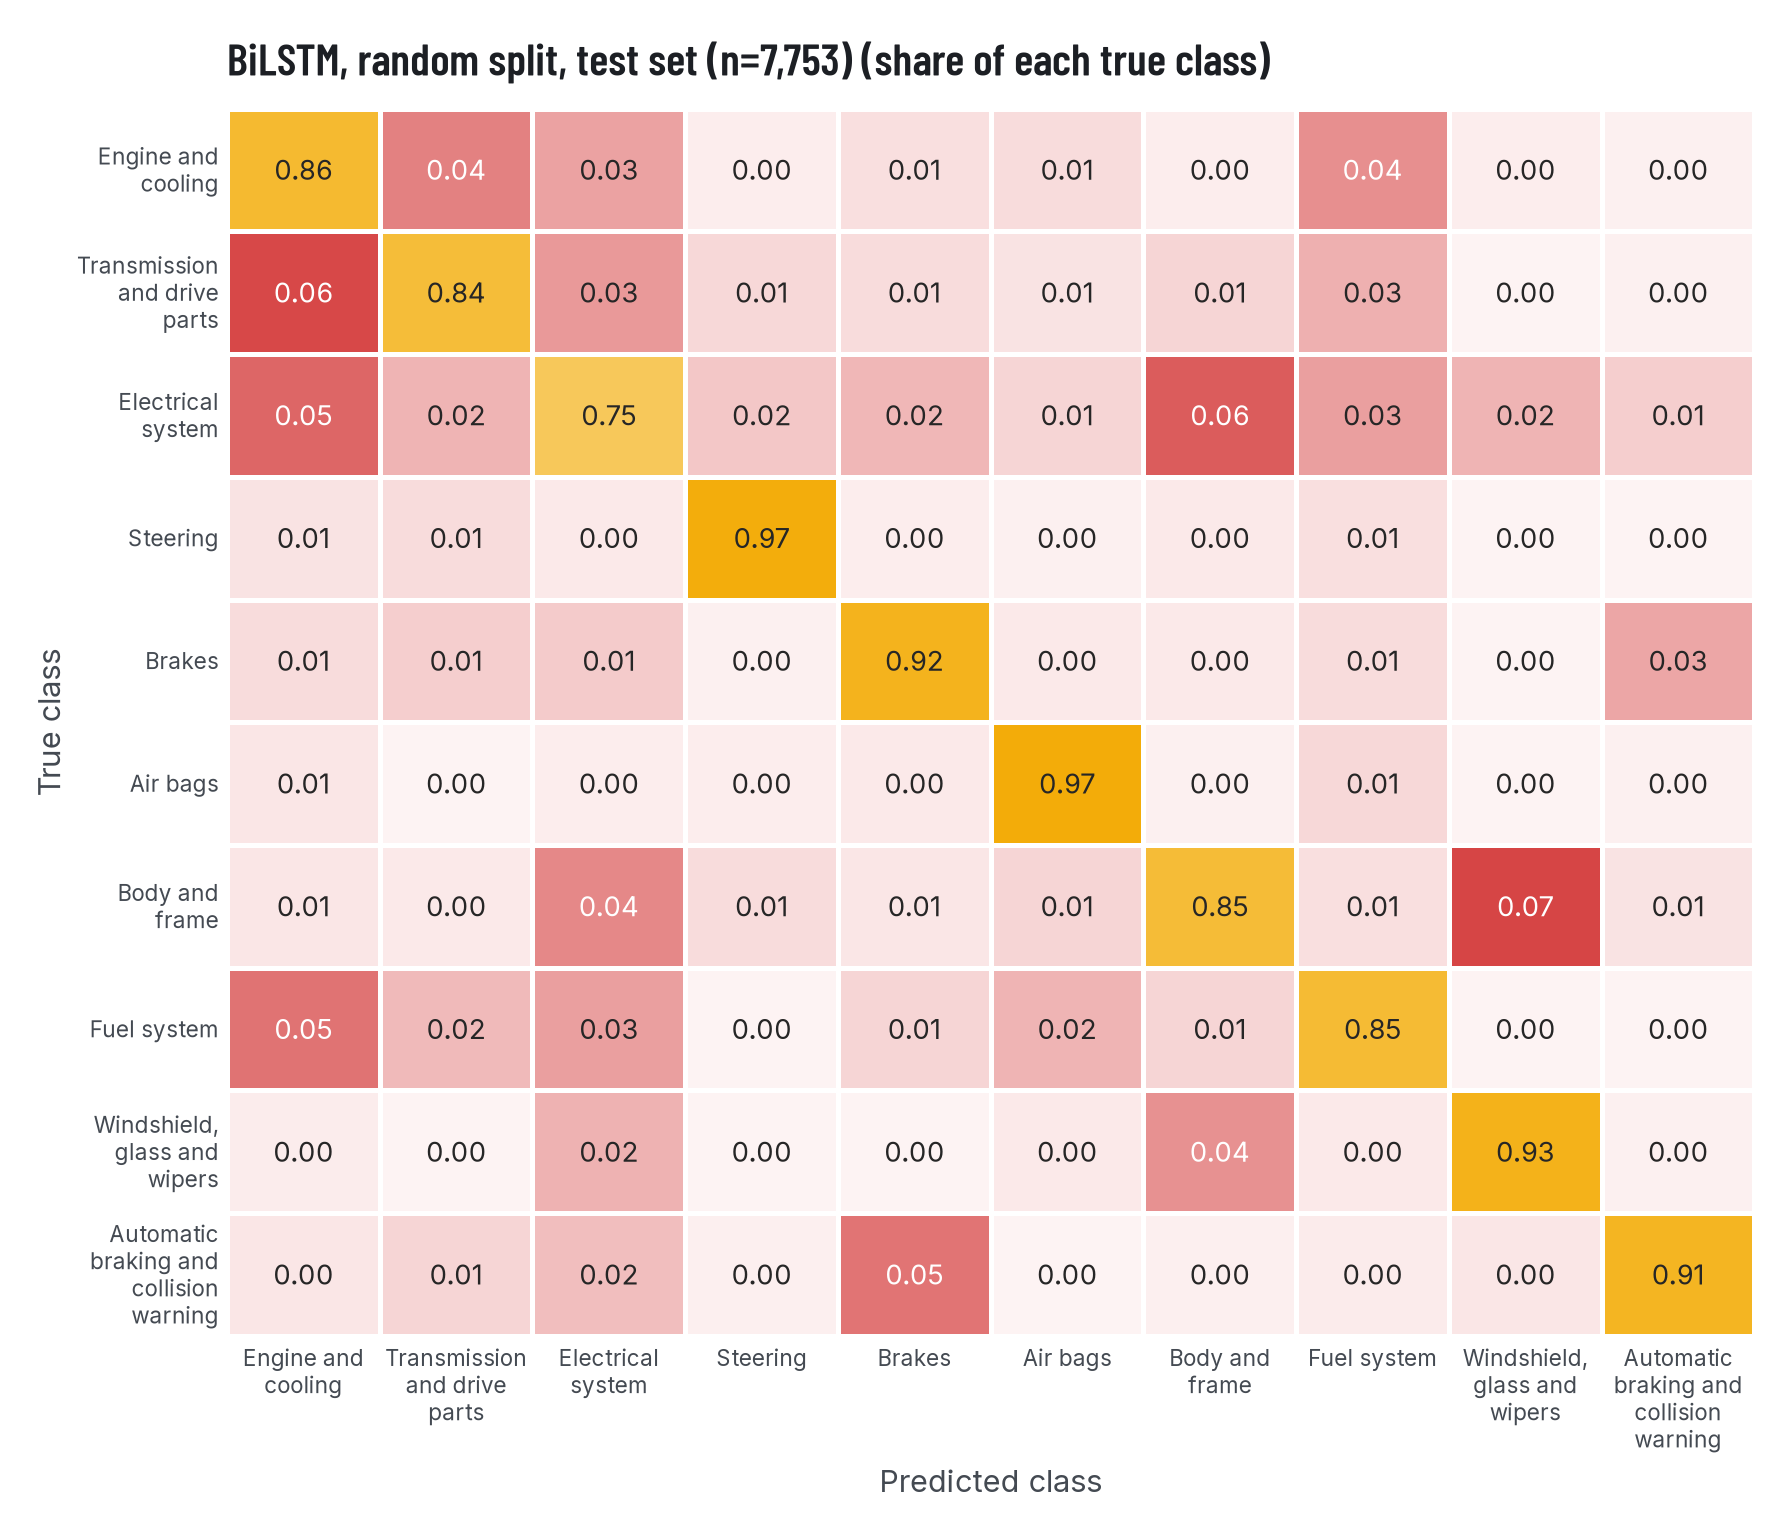 BiLSTM, random split, test set (n=7,753) (share of each true class)
Engine and
cooling
0.86 0.04 0.03 0.00 0.01 0.01 0.00 0.04 0.00 0.00
Transmission
and drive
parts
0.06 0.84 0.03 0.01 0.01 0.01 0.01 0.03 0.00 0.00
Electrical
system
0.05 0.02 0.75 0.02 0.02 0.01 0.06 0.03 0.02 0.01
Steering
0.01 0.01 0.00 0.97 0.00 0.00 0.00 0.01 0.00 0.00
Brakes
0.01 0.01 0.01 0.00 0.92 0.00 0.00 0.01 0.00 0.03
Air bags
0.01 0.00 0.00 0.00 0.00 0.97 0.00 0.01 0.00 0.00
Body and
frame
0.01 0.00 0.04 0.01 0.01 0.01 0.85 0.01 0.07 0.01
Fuel system
0.05 0.02 0.03 0.00 0.01 0.02 0.01 0.85 0.00 0.00
Windshield,
glass and
wipers
0.00 0.00 0.02 0.00 0.00 0.00 0.04 0.00 0.93 0.00
Automatic
braking and
collision
warning
0.00 0.01 0.02 0.00 0.05 0.00 0.00 0.00 0.00 0.91
True class
Engine and
cooling
Transmission
and drive
parts
Electrical
system
Steering
Brakes
Air bags
Body and
frame
Fuel system
Windshield,
glass and
wipers
Automatic
braking and
collision
warning
Predicted class